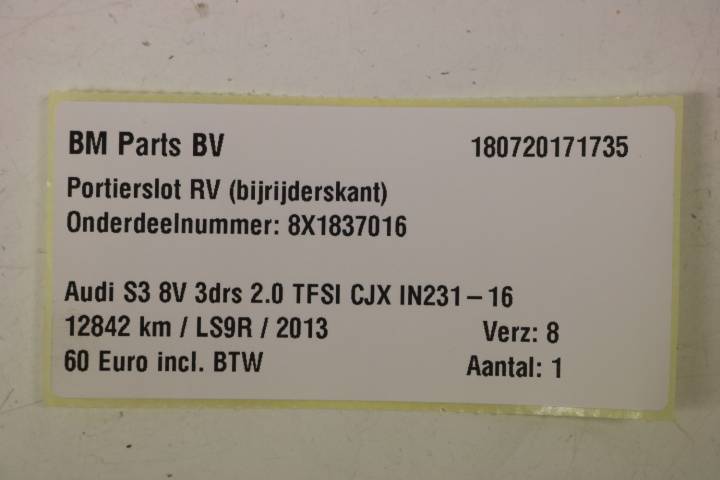 BM Parts BV 180720171735
Portierslot RV (bijrijderskant)
Onderdeelnummer: 8X1837016
Audi S3 8V 3drs 2.0 TFSI CJX IN231-16
12842 km / LS9R / 2013 Verz: 8
60 Euro incl. BTW Aantal: 1